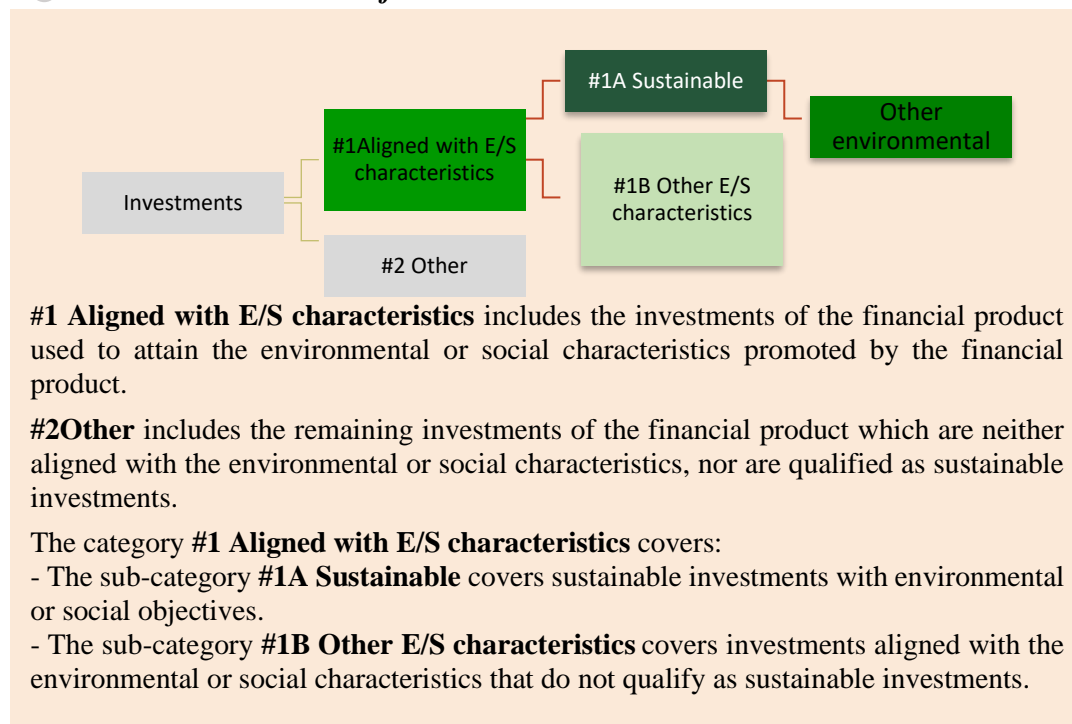 #1A Sustainable
Other
environmental
#1Aligned with E/S
characteristics
#1B Other E/S
characteristics
Investments
#2 Other
#1 Aligned with E/S characteristics includes the investments of the financial product
used to attain the environmental or social characteristics promoted by the financial
product.
#2Other includes the remaining investments of the financial product which are neither
aligned with the environmental or social characteristics, nor are qualified as sustainable
investments.
The category #1 Aligned with E/S characteristics covers:
- The sub-category #1A Sustainable covers sustainable investments with environmental
or social objectives.
- The sub-category #1B Other E/S characteristics covers investments aligned with the
environmental or social characteristics that do not qualify as sustainable investments.